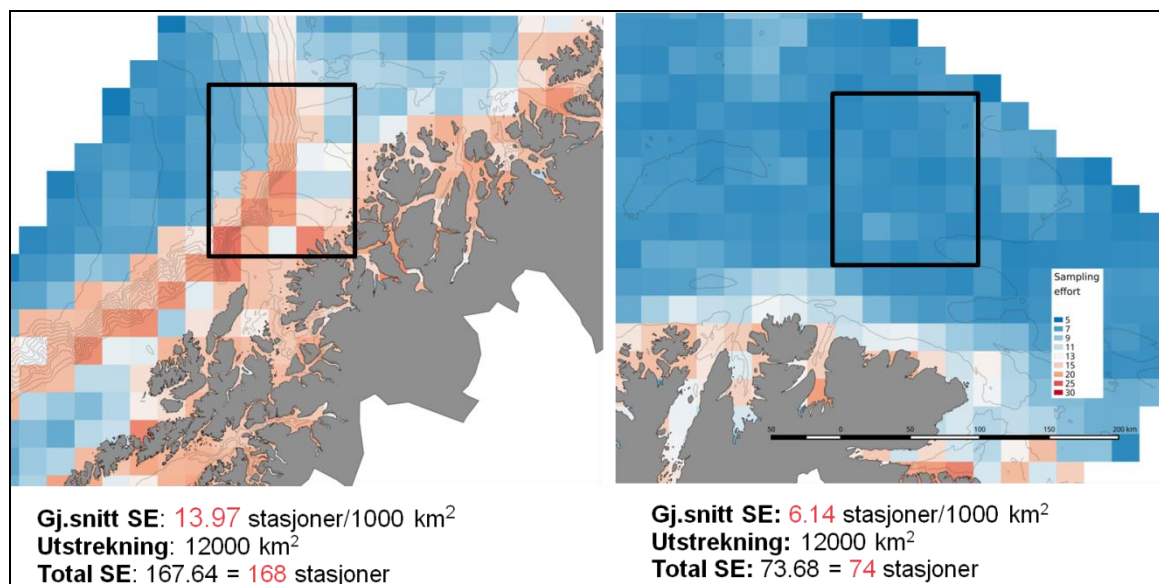 Sampling
effort
5
7
9
11
13
15
20
25
30
50 0 50 100 150 200 km
Gj.snitt SE: 13.97 stasjoner/1000 km²
Utstrekning: 12000 km²
Total SE: 167.64 = 168 stasjoner
Gj.snitt SE: 6.14 stasjoner/1000 km²
Utstrekning: 12000 km²
Total SE: 73.68 = 74 stasjoner